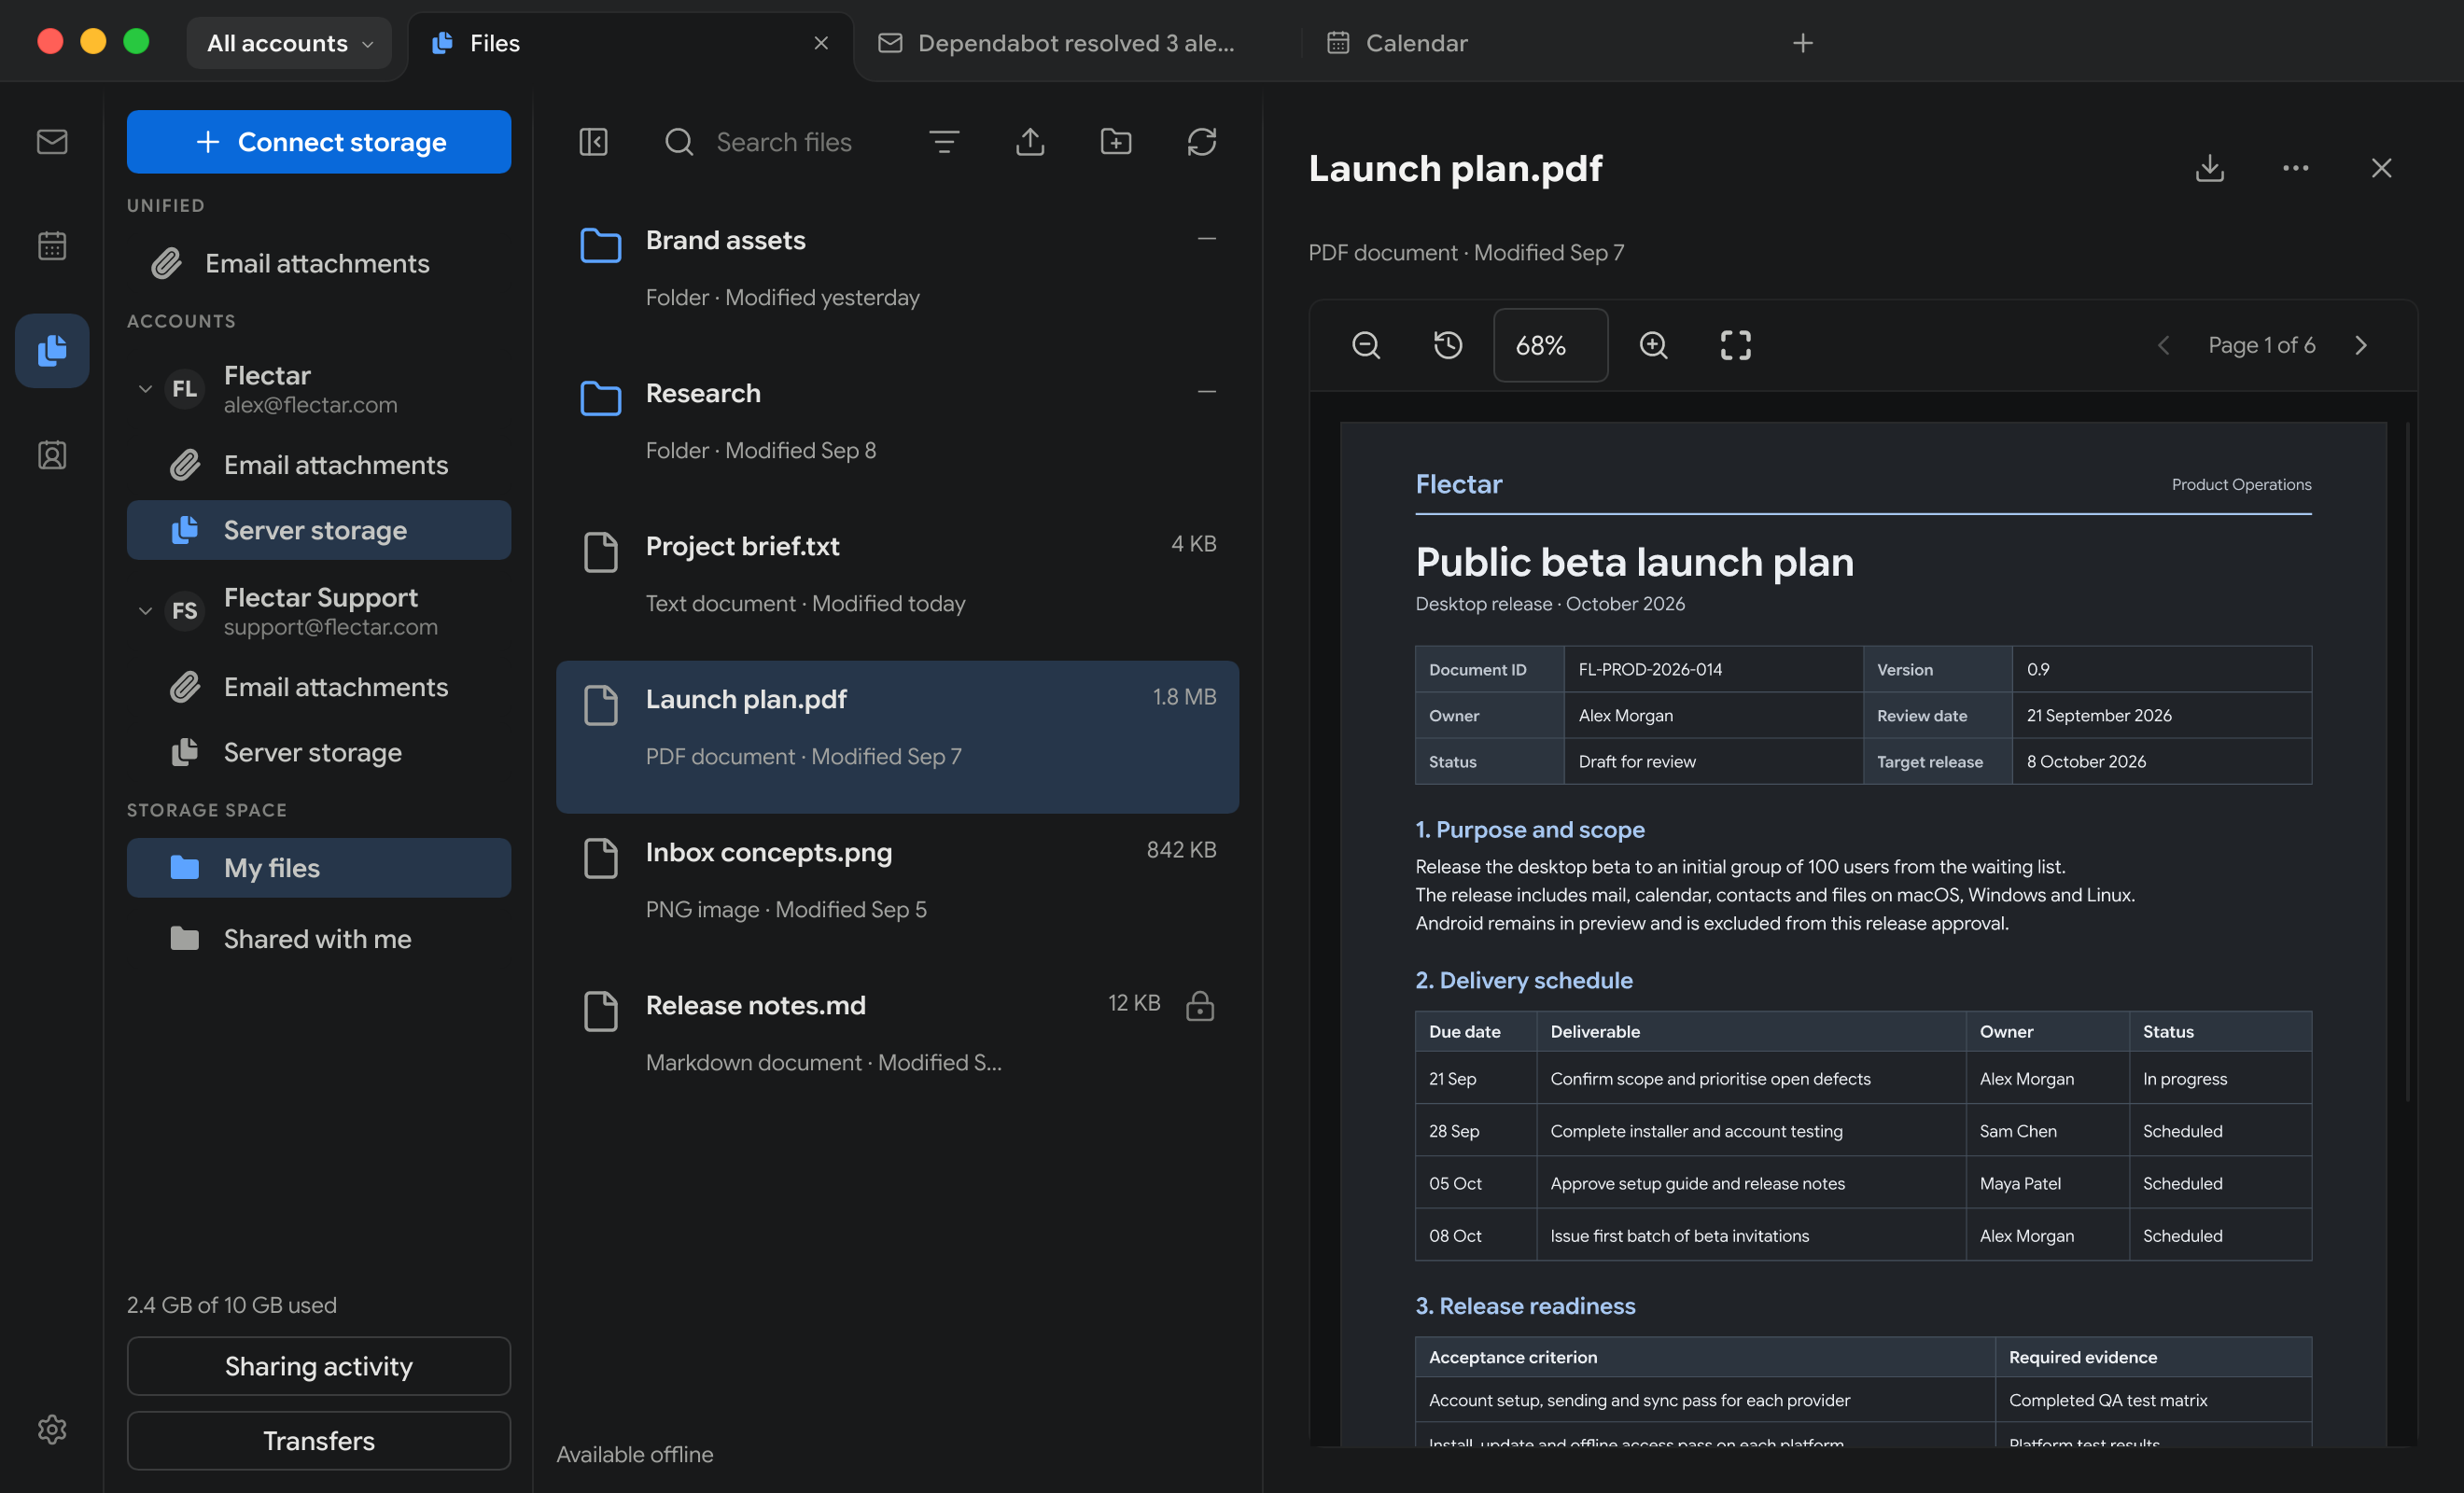 All accounts
Files
Dependabot resolved 3 ale...
Calendar
Connect storage
UNIFIED
Email attachments
ACCOUNTS
FL
Flectar
alex@flectar.com
Email attachments
Server storage
FS
Flectar Support
support@flectar.com
Email attachments
Server storage
STORAGE SPACE
My files
Shared with me
2.4 GB of 10 GB used
Sharing activity
Transfers
Search files
Brand assets
Folder · Modified yesterday
Research
Folder · Modified Sep 8
Project brief.txt 4 KB
Text document · Modified today
Launch plan.pdf 1.8 MB
PDF document · Modified Sep 7
Inbox concepts.png 842 KB
PNG image · Modified Sep 5
Release notes.md 12 KB
Markdown document · Modified S...
Available offline
Launch plan.pdf
PDF document · Modified Sep 7
68%
Page 1 of 6
Flectar Product Operations
Public beta launch plan
Desktop release · October 2026
Document ID FL-PROD-2026-014 Version 0.9
Owner Alex Morgan Review date 21 September 2026
Status Draft for review Target release 8 October 2026
1. Purpose and scope
Release the desktop beta to an initial group of 100 users from the waiting list.
The release includes mail, calendar, contacts and files on macOS, Windows and Linux.
Android remains in preview and is excluded from this release approval.
2. Delivery schedule
Due date Deliverable Owner Status
21 Sep Confirm scope and prioritise open defects Alex Morgan In progress
28 Sep Complete installer and account testing Sam Chen Scheduled
05 Oct Approve setup guide and release notes Maya Patel Scheduled
08 Oct Issue first batch of beta invitations Alex Morgan Scheduled
3. Release readiness
Acceptance criterion Required evidence
Account setup, sending and sync pass for each provider Completed QA test matrix
Install, update and offline access pass on each platform Platform test results